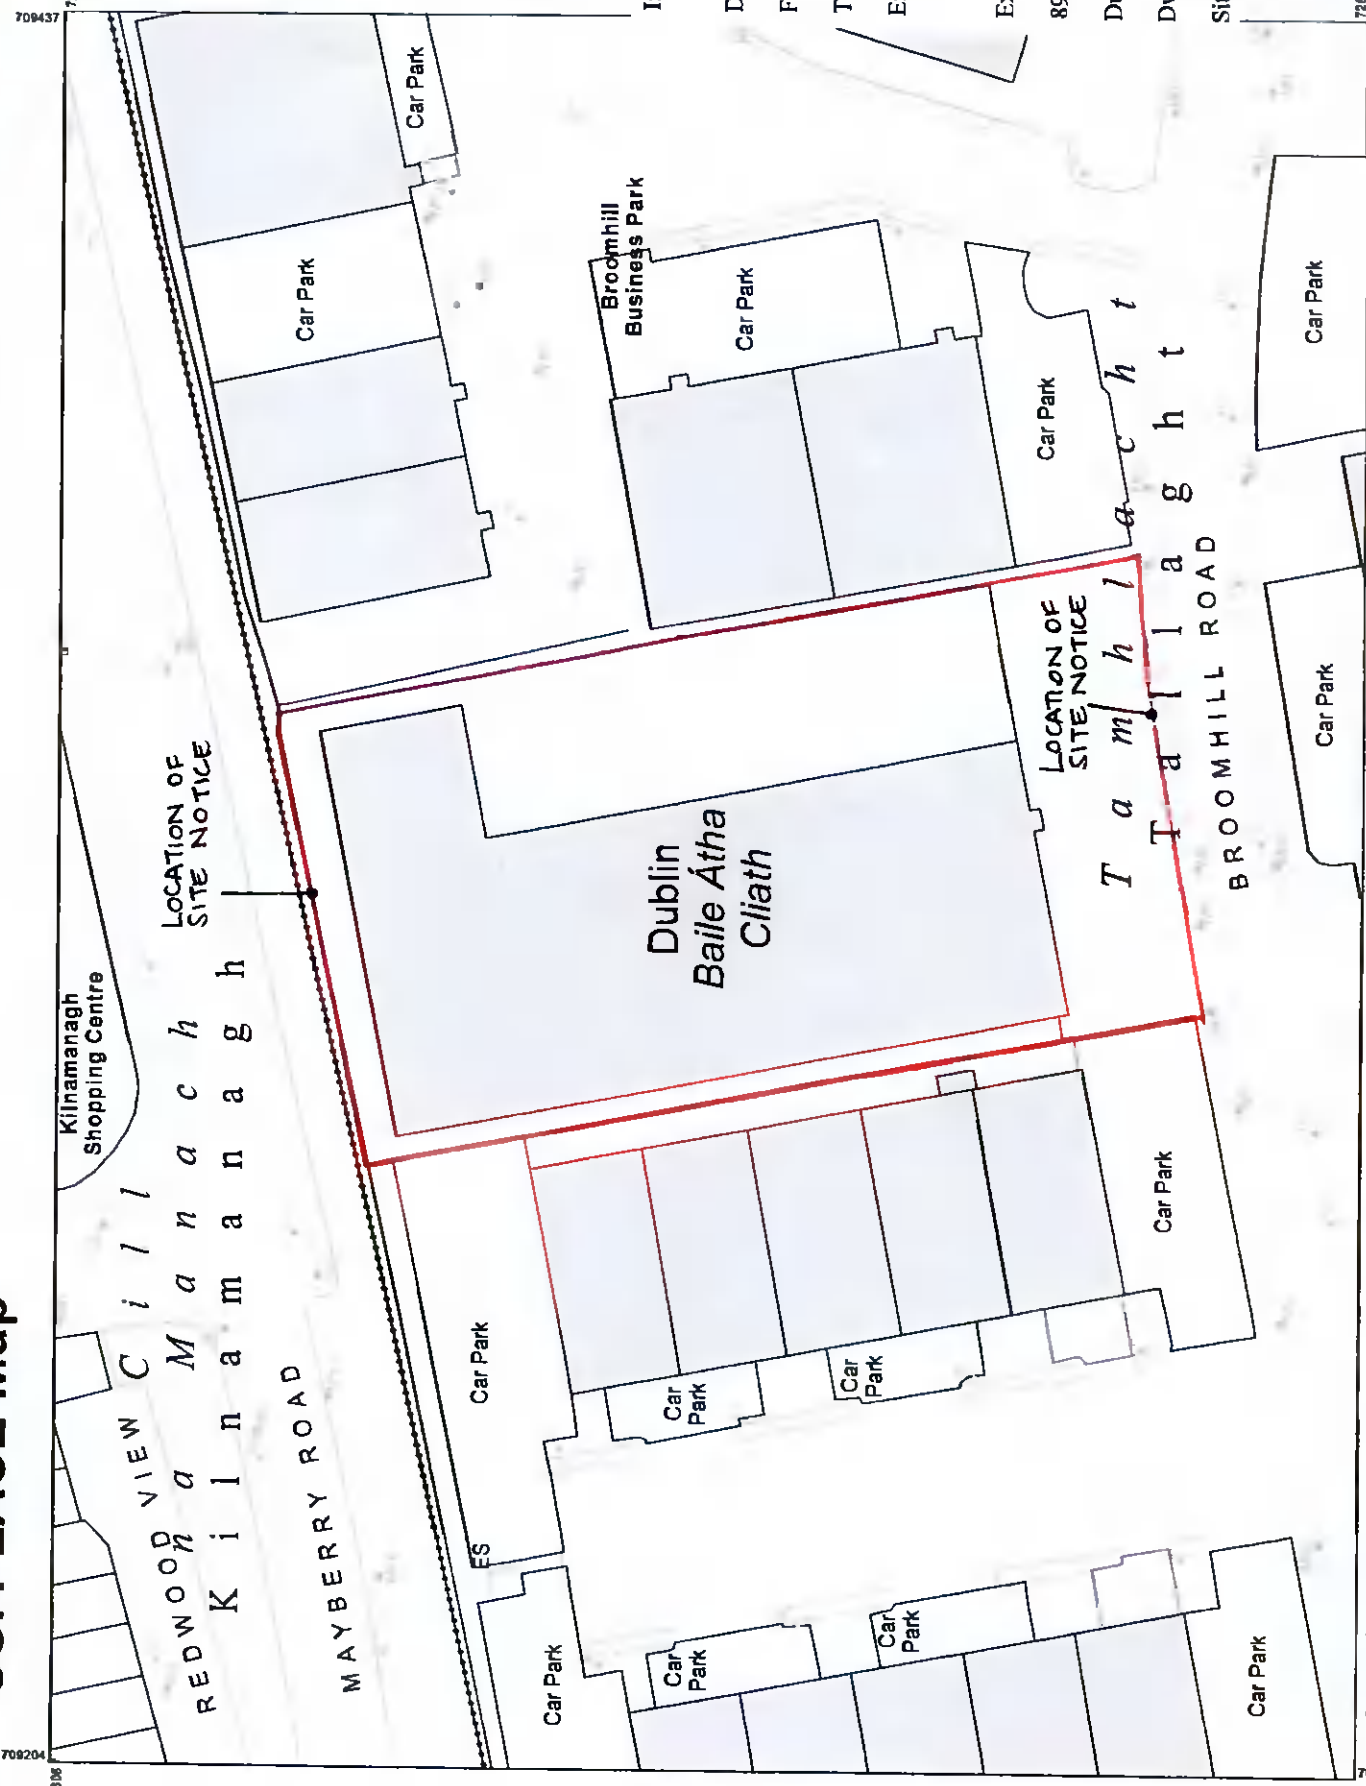 709437
709204
Kilnamanagh
Shopping Centre
REDWOOD VIEW
Cill
na Manach
Kilnamanagh
MAYBERRY ROAD
LOCATION OF
SITE NOTICE
Car Park
Car Park
Broomhill
Business Park
Car Park
Car Park
Car Park
Dublin
Baile Átha
Cliath
LOCATION OF
SITE NOTICE
Tamhlacht
Tallaght
BROOMHILL ROAD
Car Park
Car Park
ES
Car
Park
Car
Park
Car Park
Car Park
Car
Park
Car
Park
Car Park